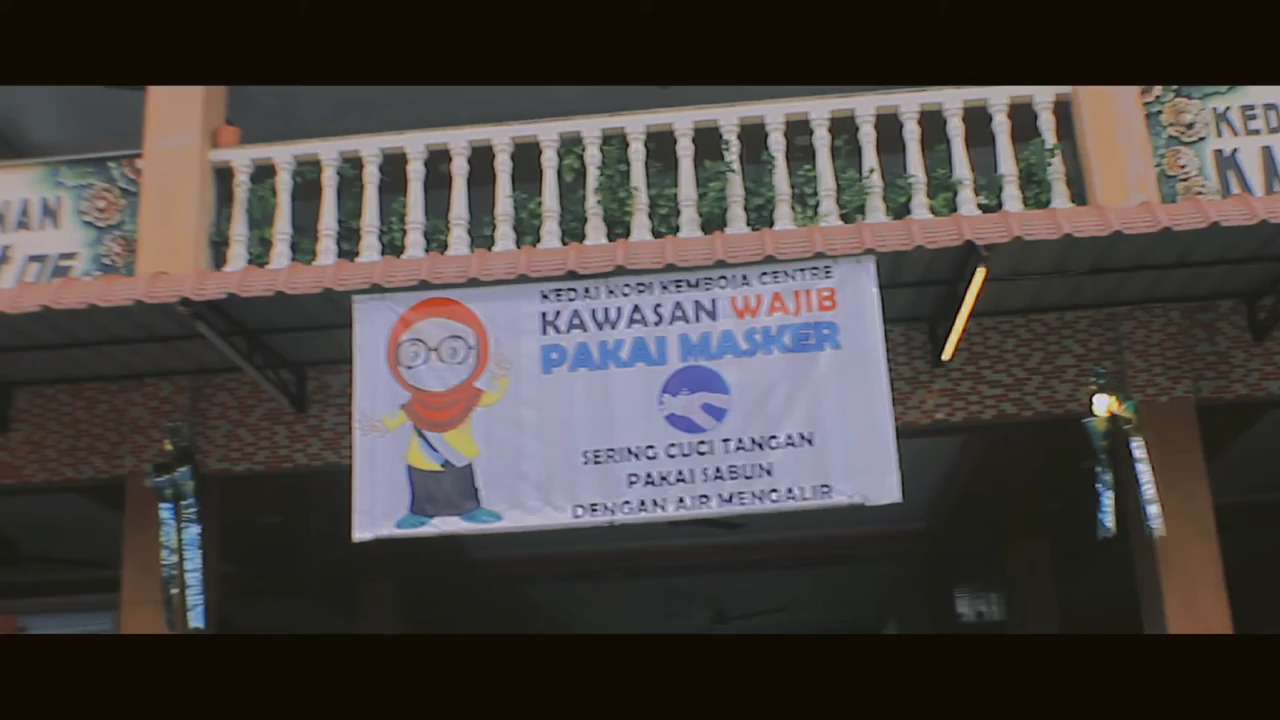 KEDAI KOPI KEMBOJA CENTRE
KAWASAN WAJIB
PAKAI MASKER
SERING CUCI TANGAN
PAKAI SABUN
DENGAN AIR MENGALIR